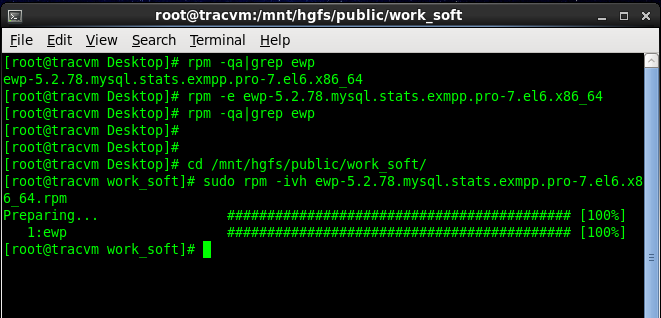 root@tracvm:/mnt/hgfs/public/work_soft
File Edit View Search Terminal Help
[root@tracvm Desktop]# rpm -qa|grep ewp
ewp-5.2.78.mysql.stats.exmpp.pro-7.el6.x86_64
[root@tracvm Desktop]# rpm -e ewp-5.2.78.mysql.stats.exmpp.pro-7.el6.x86_64
[root@tracvm Desktop]# rpm -qa|grep ewp
[root@tracvm Desktop]#
[root@tracvm Desktop]#
[root@tracvm Desktop]# cd /mnt/hgfs/public/work_soft/
[root@tracvm work_soft]# sudo rpm -ivh ewp-5.2.78.mysql.stats.exmpp.pro-7.el6.x8
6_64.rpm
Preparing... ########################################### [100%]
1:ewp ########################################### [100%]
[root@tracvm work_soft]#